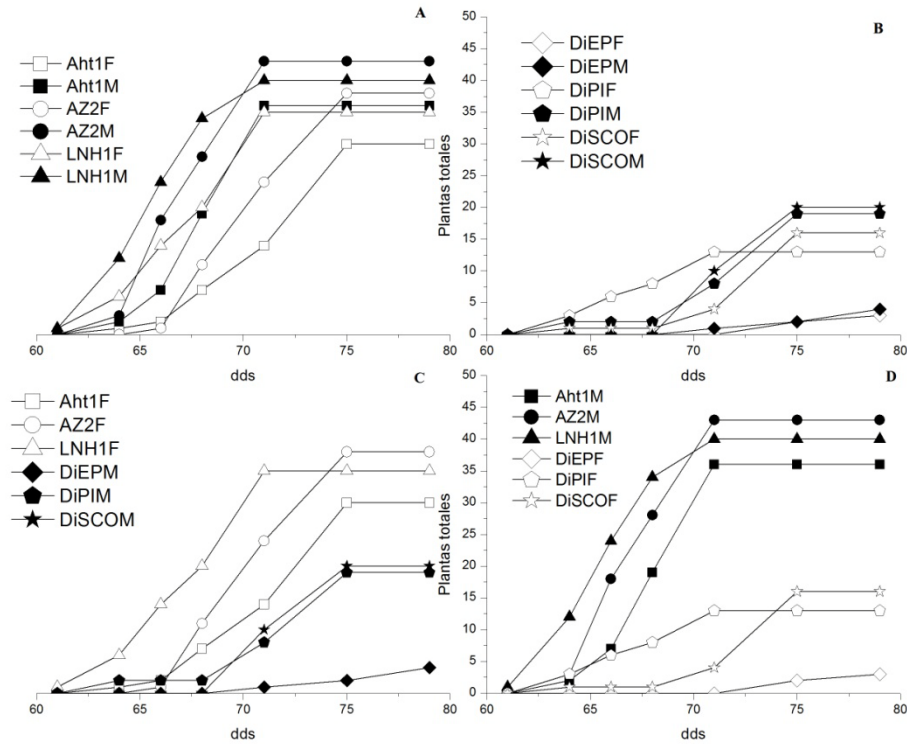 A
Aht1F
Aht1M
AZ2F
AZ2M
LNH1F
LNH1M
60 65 70 75 80
dds
B
Plantas totales
50
45
40
35
30
25
20
15
10
5
0
DiEPF
DiEPM
DiPIF
DiPIM
DiSCOF
DiSCOM
60 65 70 75 80
dds
C
Aht1F
AZ2F
LNH1F
DiEPM
DiPIM
DiSCOM
60 65 70 75 80
dds
D
Plantas totales
50
45
40
35
30
25
20
15
10
5
0
Aht1M
AZ2M
LNH1M
DiEPF
DiPIF
DiSCOF
60 65 70 75 80
dds